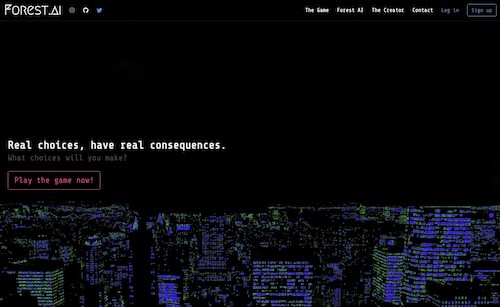 FOREST.AI
The Game Forest AI The Creator Contact Log in Sign up
Real choices, have real consequences.
What choices will you make?
Play the game now!